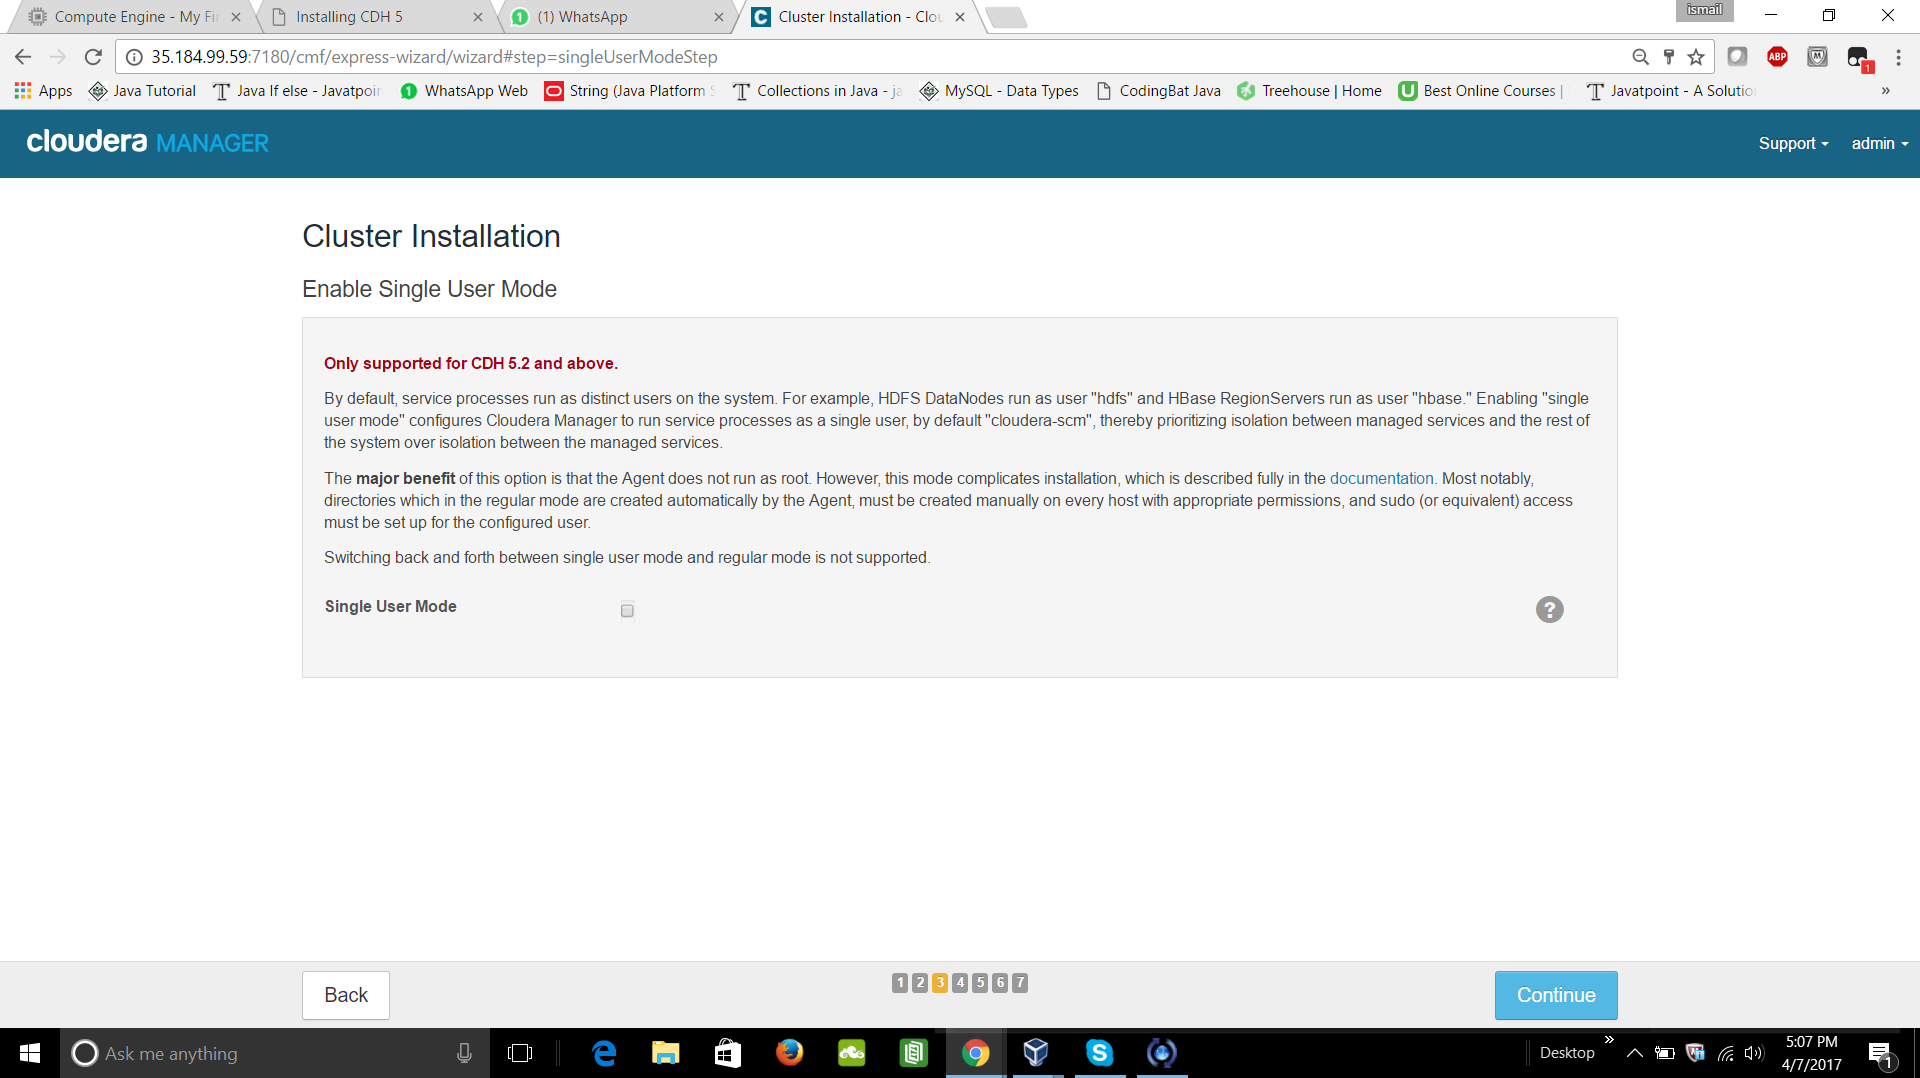 Compute Engine - My Fi
Installing CDH 5
(1) WhatsApp
Cluster Installation - Clou
ismail
35.184.99.59:7180/cmf/express-wizard/wizard#step=singleUserModeStep
ABP
1
Apps
Java Tutorial
Java If else - Javatpoin
WhatsApp Web
String (Java Platform S
Collections in Java - ja
MySQL - Data Types
CodingBat Java
Treehouse | Home
Best Online Courses |
Javatpoint - A Solutio
»
cloudera MANAGER
Support
admin
Cluster Installation
Enable Single User Mode
Only supported for CDH 5.2 and above.
By default, service processes run as distinct users on the system. For example, HDFS DataNodes run as user "hdfs" and HBase RegionServers run as user "hbase." Enabling "single
user mode" configures Cloudera Manager to run service processes as a single user, by default "cloudera-scm", thereby prioritizing isolation between managed services and the rest of
the system over isolation between the managed services.
The major benefit of this option is that the Agent does not run as root. However, this mode complicates installation, which is described fully in the documentation. Most notably,
directories which in the regular mode are created automatically by the Agent, must be created manually on every host with appropriate permissions, and sudo (or equivalent) access
must be set up for the configured user.
Switching back and forth between single user mode and regular mode is not supported.
Single User Mode
?
Back
1 2 3 4 5 6 7
Continue
Ask me anything
Desktop
»
5:07 PM
4/7/2017
1